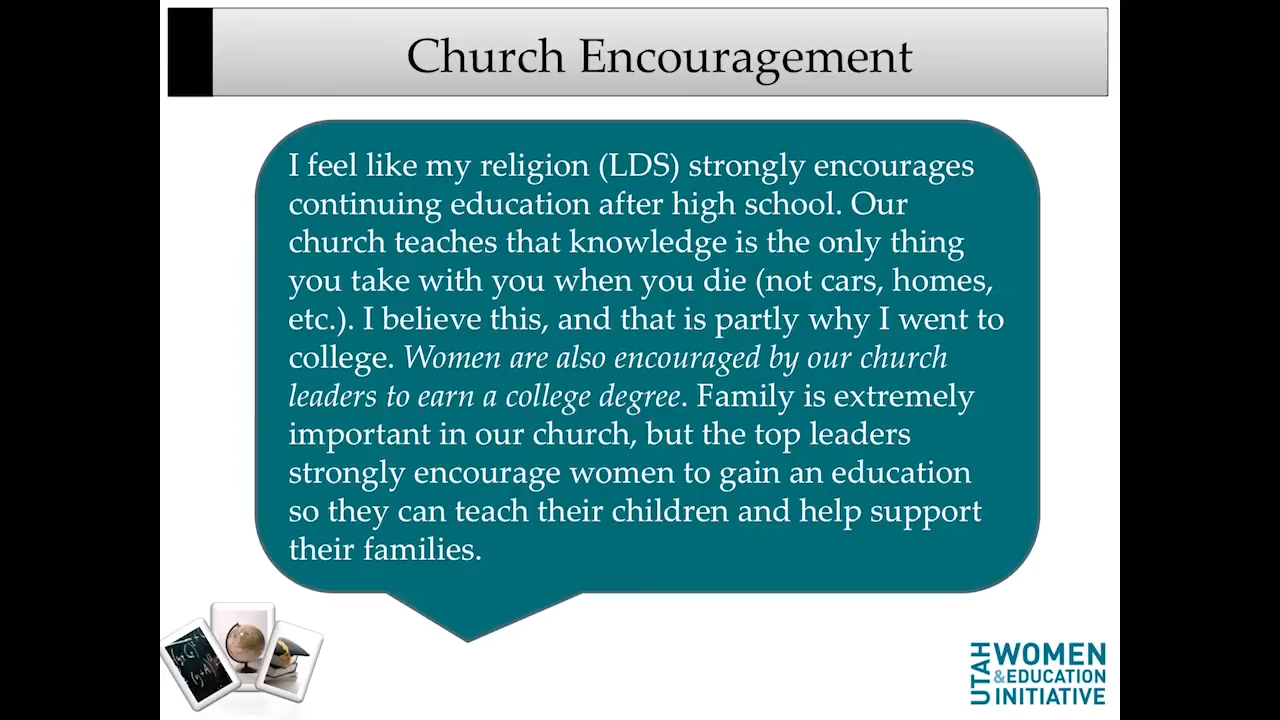 Church Encouragement
I feel like my religion (LDS) strongly encourages
continuing education after high school. Our
church teaches that knowledge is the only thing
you take with you when you die (not cars, homes,
etc.). I believe this, and that is partly why I went to
college. Women are also encouraged by our church
leaders to earn a college degree. Family is extremely
important in our church, but the top leaders
strongly encourage women to gain an education
so they can teach their children and help support
their families.
UTAH
WOMEN
&EDUCATION
INITIATIVE